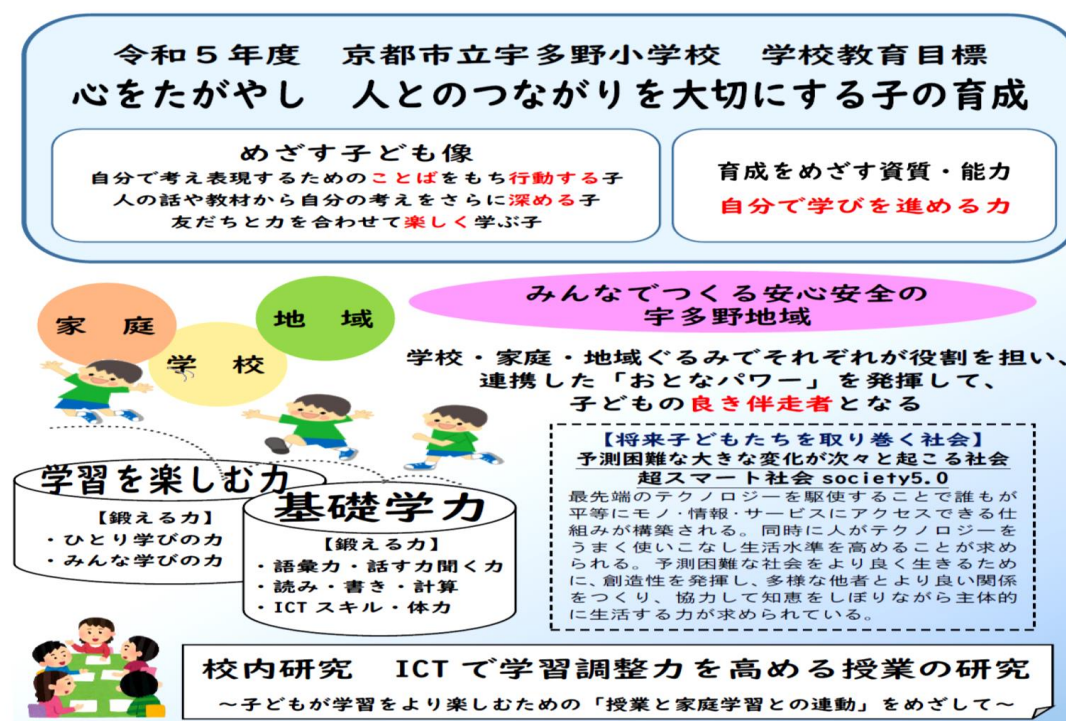 令和５年度　京都市立宇多野小学校　学校教育目標
心をたがやし　人とのつながりを大切にする子の育成
めざす子ども像
自分で考え表現するためのことばをもち行動する子
人の話や教材から自分の考えをさらに深める子
友だちと力を合わせて楽しく学ぶ子
育成をめざす資質・能力
自分で学びを進める力
家　庭
学　校
地　域
みんなでつくる安心安全の
宇多野地域
学校・家庭・地域ぐるみでそれぞれが役割を担い、
連携した「おとなパワー」を発揮して、
子どもの良き伴走者となる
学習を楽しむ力
【鍛える力】
・ひとり学びの力
・みんな学びの力
基礎学力
【鍛える力】
・語彙力・話す力聞く力
・読み・書き・計算
・ICTスキル・体力
【将来子どもたちを取り巻く社会】
予測困難な大きな変化が次々と起こる社会
超スマート社会 society5.0
最先端のテクノロジーを駆使することで誰もが
平等にモノ・情報・サービスにアクセスできる仕
組みが構築される。同時に人がテクノロジーを
うまく使いこなし生活水準を高めることが求め
られる。予測困難な社会をより良く生きるため
に、創造性を発揮し、多様な他者とより良い関係
をつくり、協力して知恵をしぼりながら主体的
に生活する力が求められている。
校内研究　ICTで学習調整力を高める授業の研究
～子どもが学習をより楽しむための「授業と家庭学習との連動」をめざして～